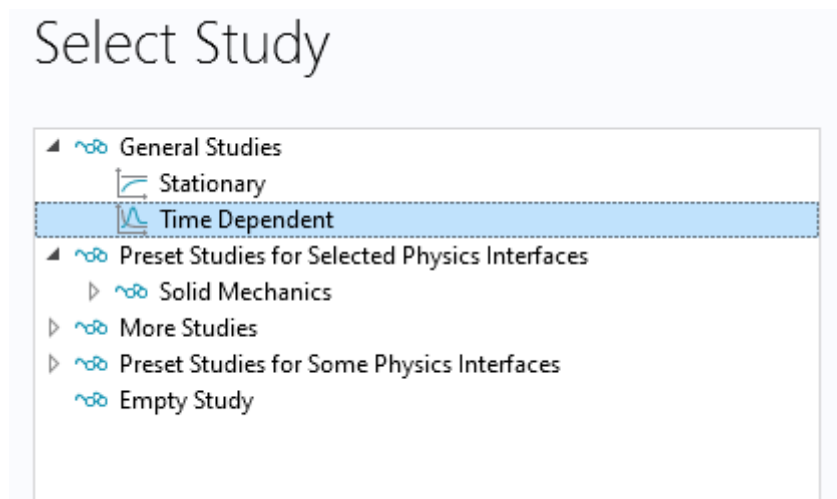 Select Study
General Studies
Stationary
Time Dependent
Preset Studies for Selected Physics Interfaces
Solid Mechanics
More Studies
Preset Studies for Some Physics Interfaces
Empty Study